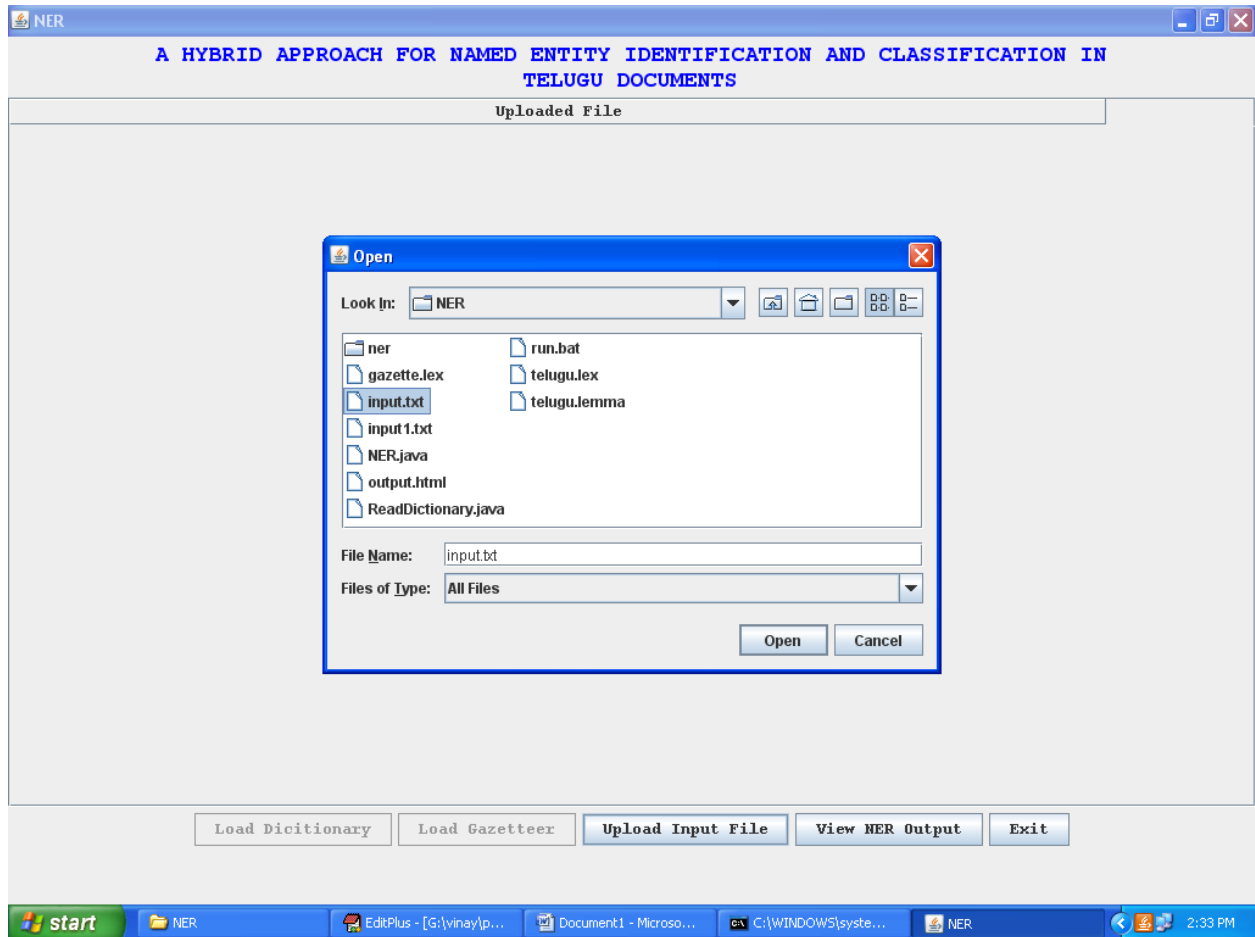 NER
A HYBRID APPROACH FOR NAMED ENTITY IDENTIFICATION AND CLASSIFICATION IN
TELUGU DOCUMENTS
Uploaded File
Open
Look In: NER
ner
gazette.lex
input.txt
input1.txt
NER.java
output.html
ReadDictionary.java
run.bat
telugu.lex
telugu.lemma
File Name: input.txt
Files of Type: All Files
Open Cancel
Load Dicitionary Load Gazetteer Upload Input File View NER Output Exit
start NER EditPlus - [G:\vinay\p... Document1 - Microso... C:\WINDOWS\syste... NER 2:33 PM